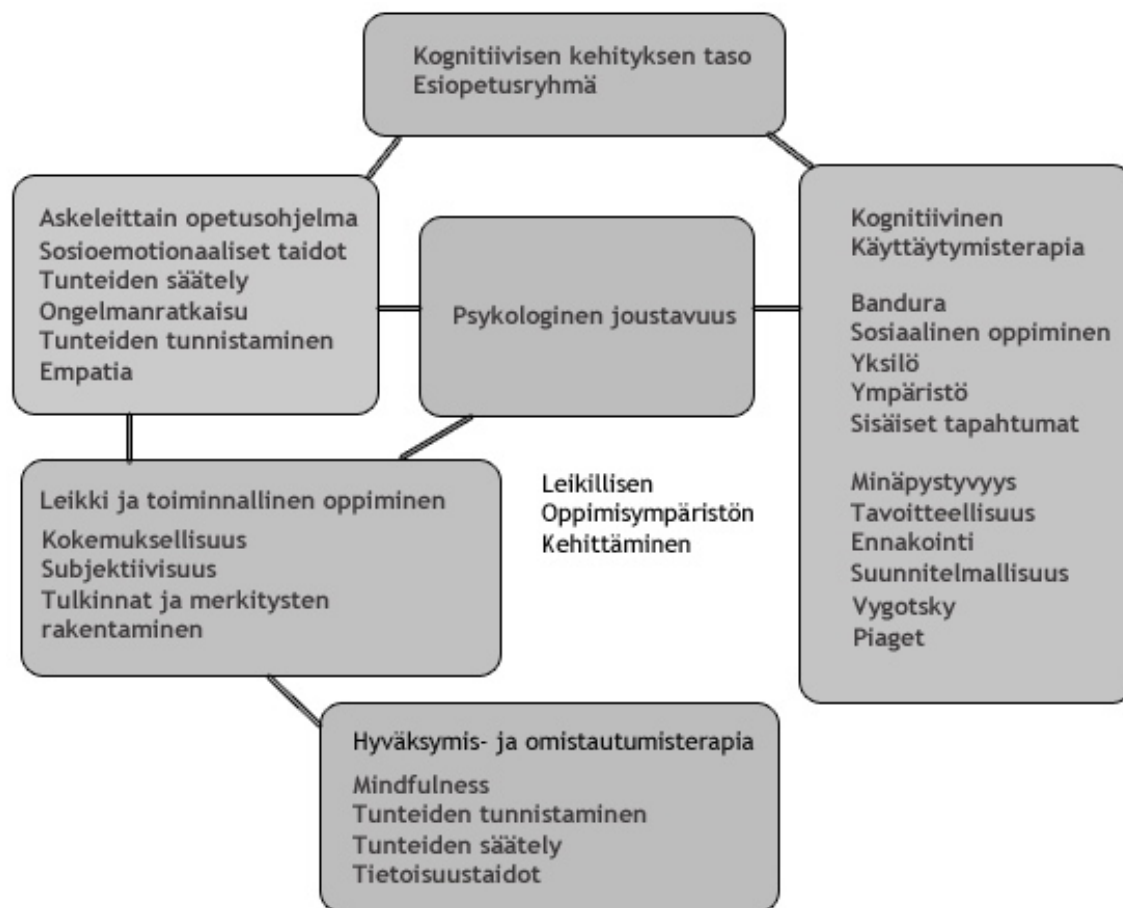 Kognitiivisen kehityksen taso
Esiopetusryhmä
Askeleittain opetusohjelma
Sosioemotionaaliset taidot
Tunteiden säätely
Ongelmanratkaisu
Tunteiden tunnistaminen
Empatia
Psykologinen joustavuus
Kognitiivinen
Käyttäytymisterapia
Bandura
Sosiaalinen oppiminen
Yksilö
Ympäristö
Sisäiset tapahtumat
Minäpystyvyys
Tavoitteellisuus
Ennakointi
Suunnitelmallisuus
Vygotsky
Piaget
Leikki ja toiminnallinen oppiminen
Kokemuksellisuus
Subjektiivisuus
Tulkinnat ja merkitysten
rakentaminen
Leikillisen
Oppimisympäristön
Kehittäminen
Hyväksymis- ja omistautumisterapia
Mindfulness
Tunteiden tunnistaminen
Tunteiden säätely
Tietoisuustaidot